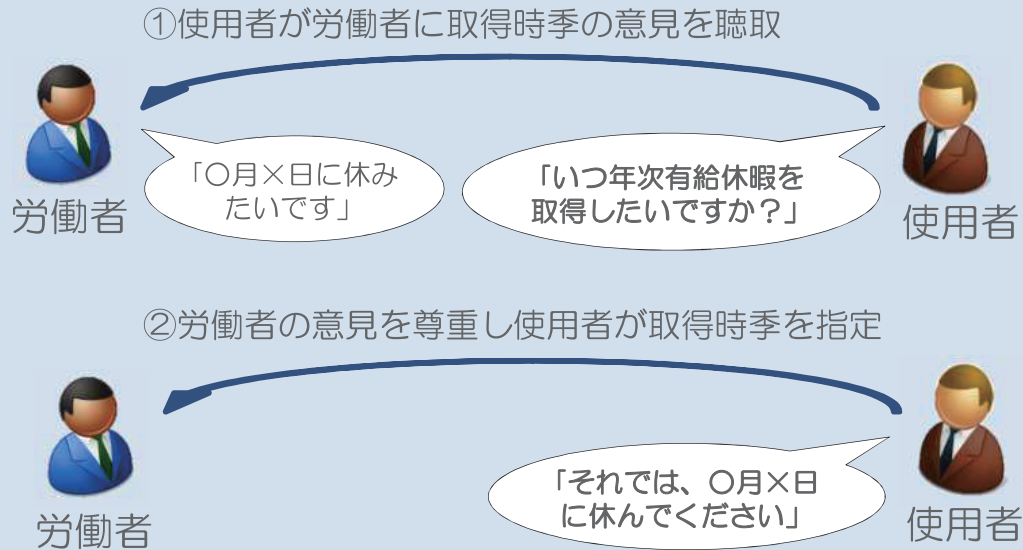 ①使用者が労働者に取得時季の意見を聴取
「〇月×日に休み
たいです」
「いつ年次有給休暇を
取得したいですか？」
労働者
使用者
②労働者の意見を尊重し使用者が取得時季を指定
「それでは、〇月×日
に休んでください」
労働者
使用者